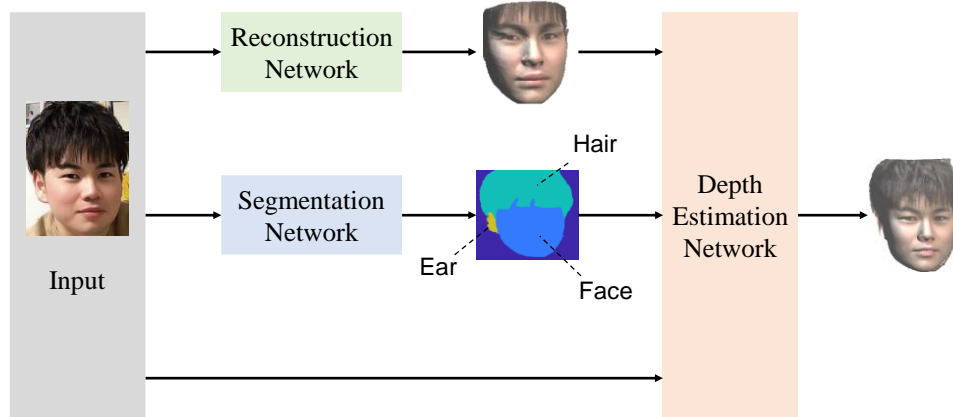 Reconstruction
Network
Hair
Segmentation
Network
Depth
Estimation
Network
Ear
Input
Face